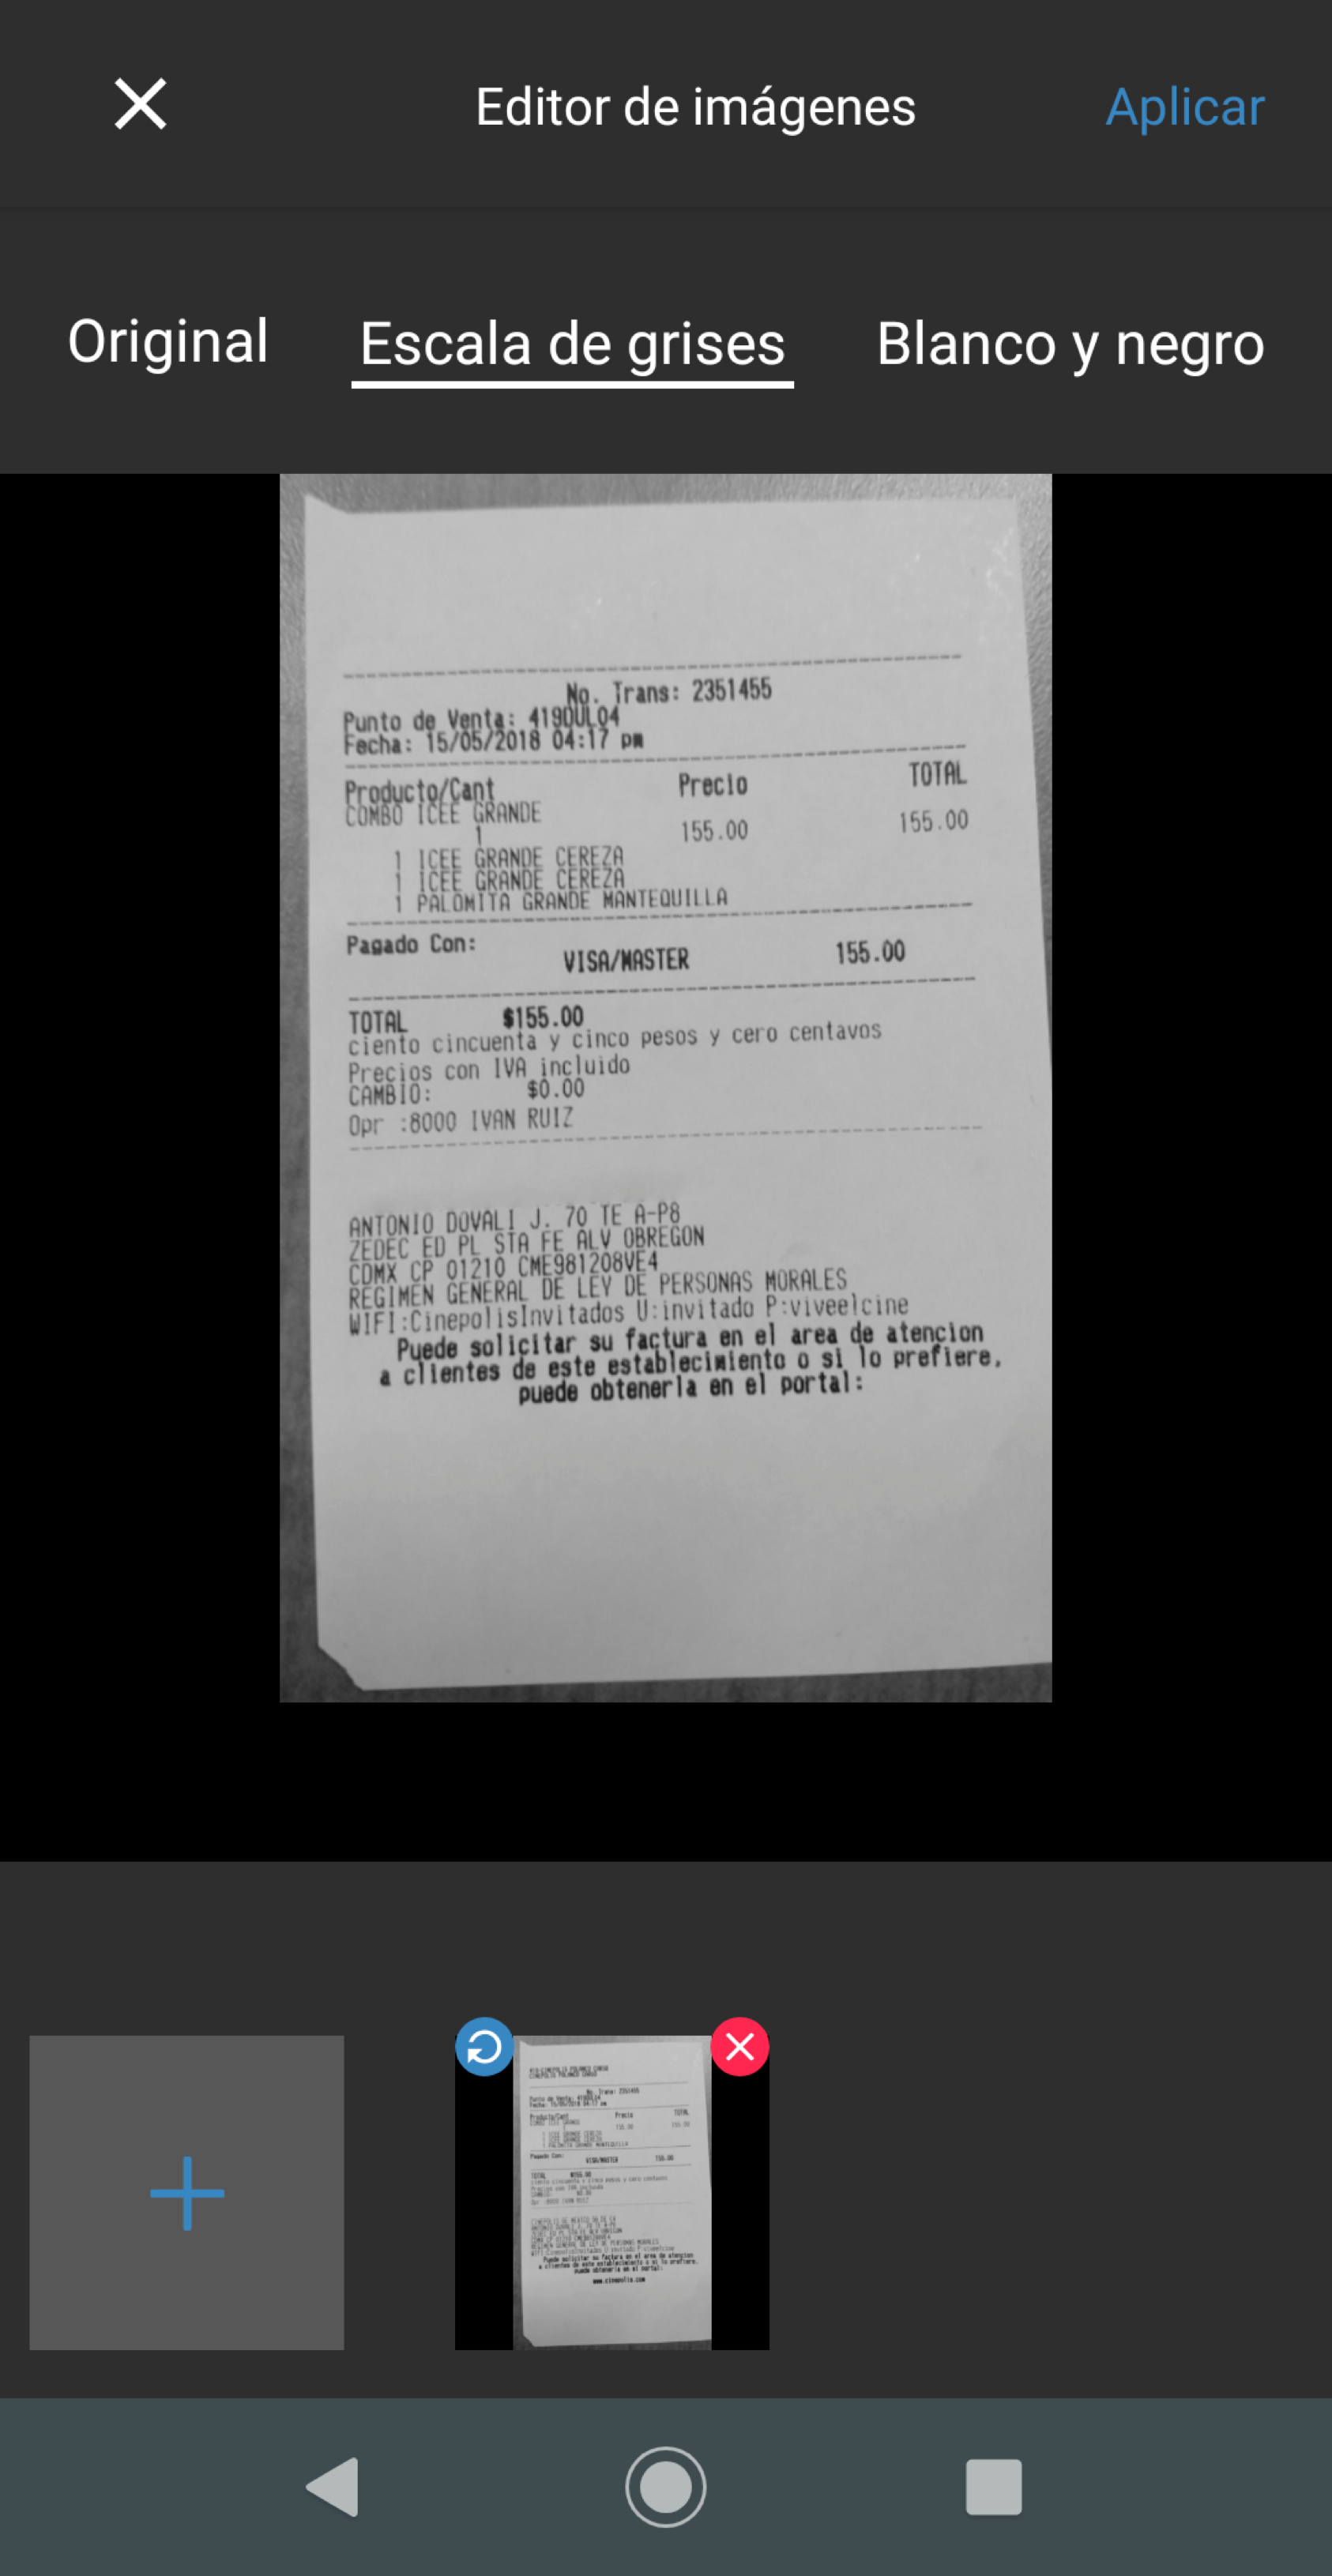 Editor de imágenes
Aplicar
Original
Escala de grises
Blanco y negro
No. Trans: 2351455
Punto de Venta: 419DUL04
Fecha: 15/05/2018 04:17 pm
Producto/Cant Precio TOTAL
COMBO ICEE GRANDE
1 155.00 155.00
1 ICEE GRANDE CEREZA
1 ICEE GRANDE CEREZA
1 PALOMITA GRANDE MANTEQUILLA
Pagado Con:
VISA/MASTER 155.00
TOTAL $155.00
ciento cincuenta y cinco pesos y cero centavos
Precios con IVA incluido
CAMBIO: $0.00
Opr :8000 IVAN RUIZ
ANTONIO DOVALI J. 70 TE A-P8
ZEDEC ED PL STA FE ALV OBREGON
CDMX CP 01210 CME981208VE4
REGIMEN GENERAL DE LEY DE PERSONAS MORALES
WIFI:CinepolisInvitados U:invitado P:viveelcine
Puede solicitar su factura en el area de atencion
a clientes de este establecimiento o si lo prefiere,
puede obtenerla en el portal: